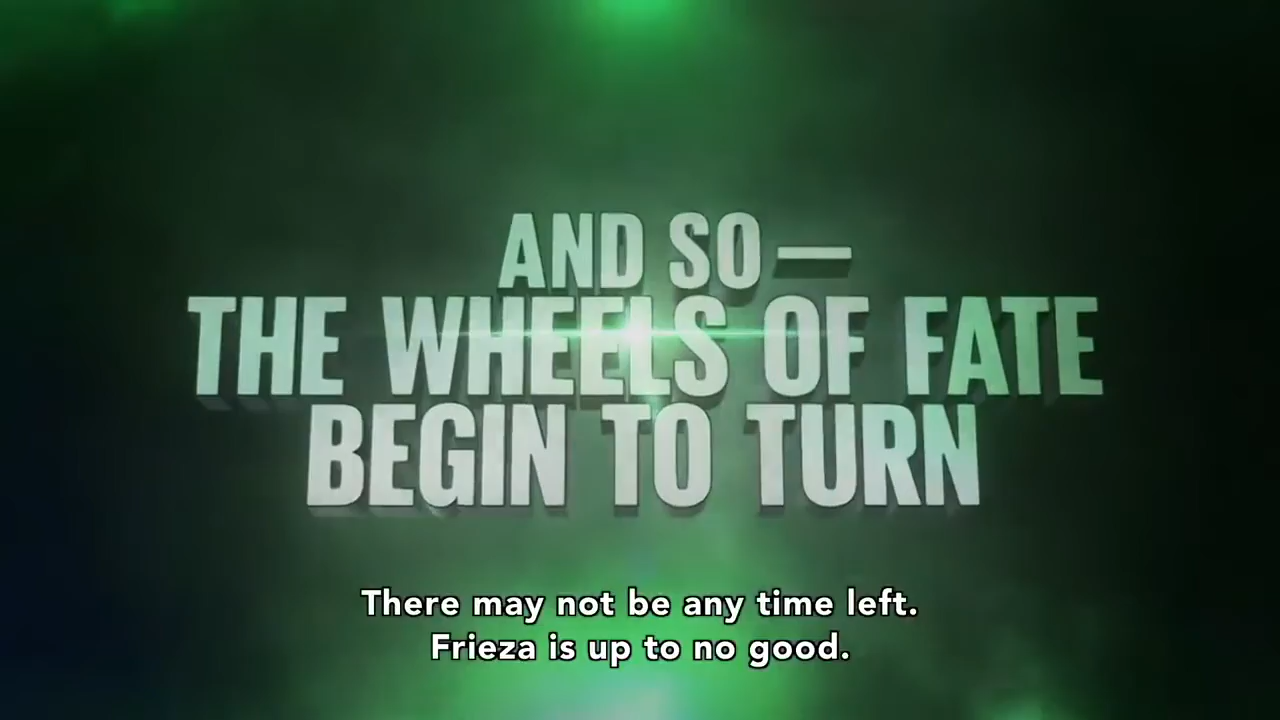 AND SO—
THE WHEELS OF FATE
BEGIN TO TURN
There may not be any time left.
Frieza is up to no good.